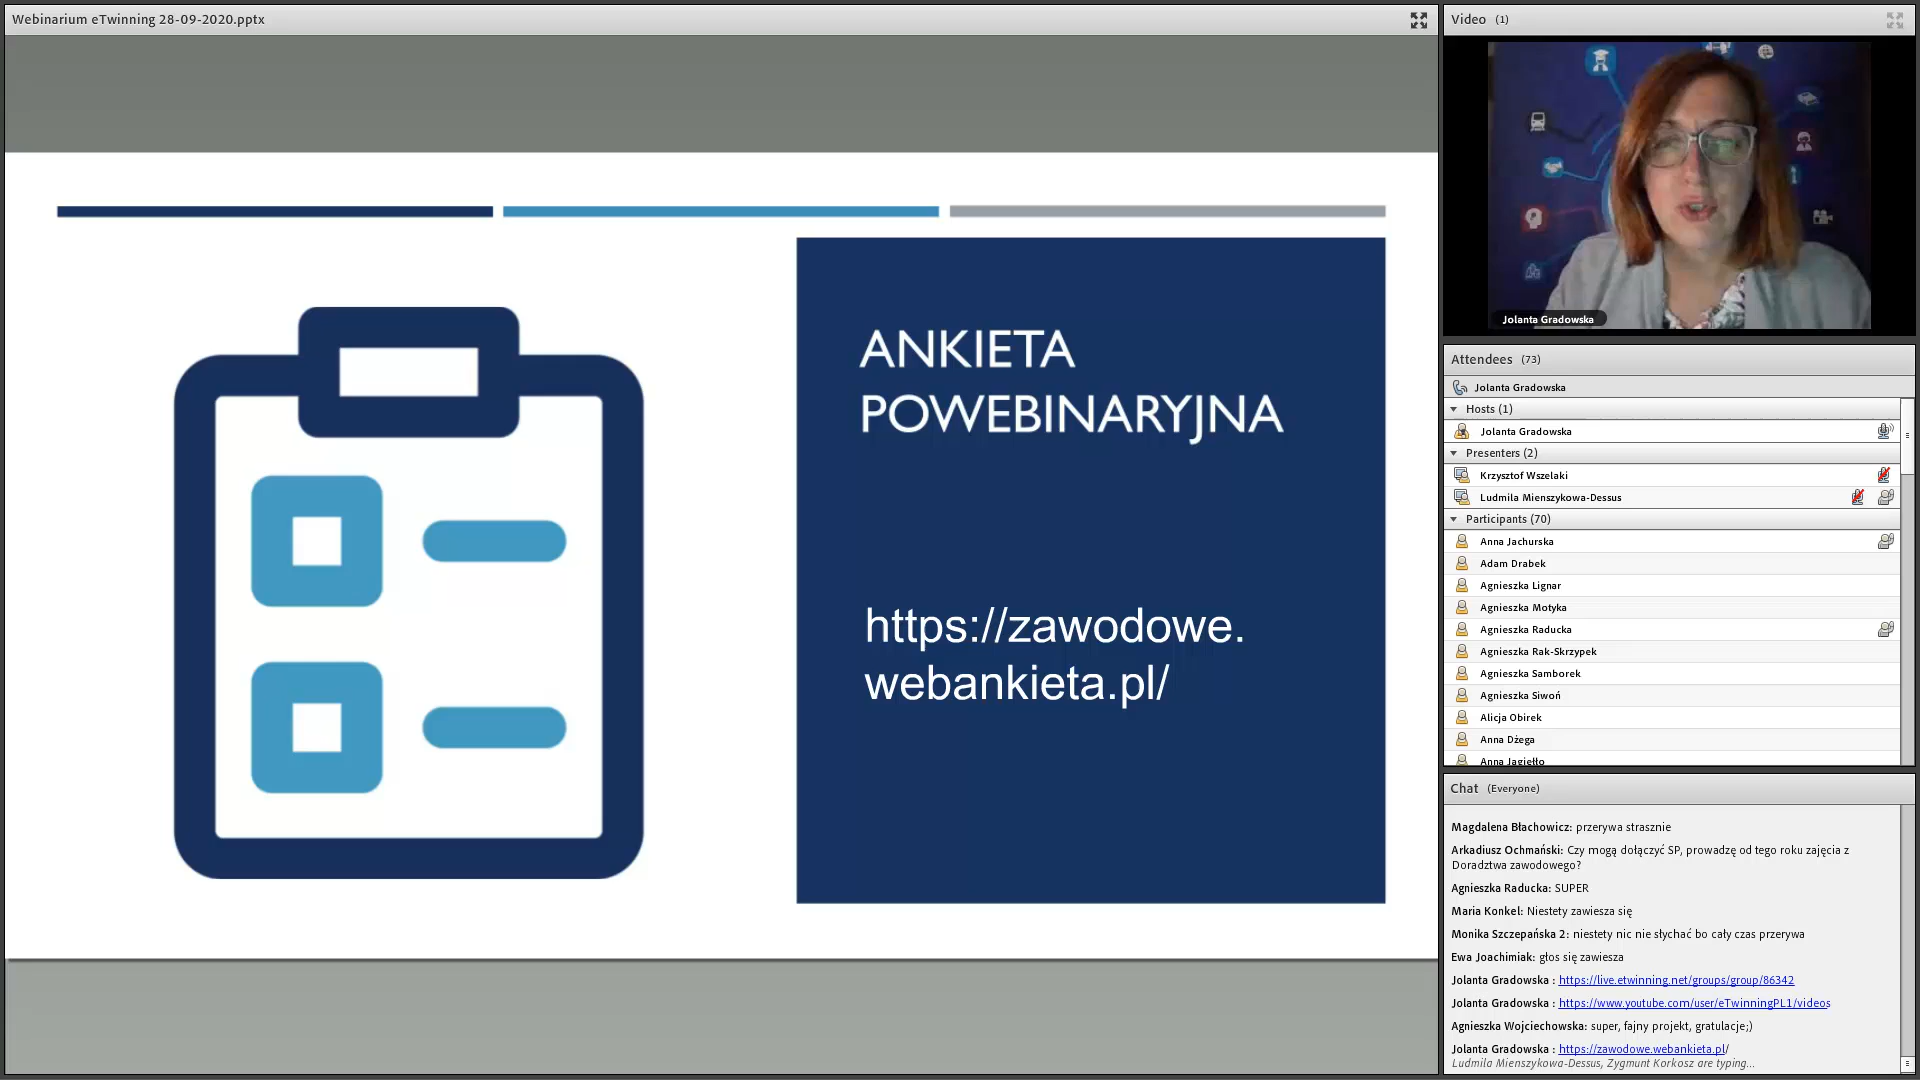 Webinarium eTwinning 28-09-2020.pptx
ANKIETA
POWEBINARYJNA
https://zawodowe.
webankieta.pl/
Video (1)
Jolanta Gradowska
Attendees (73)
Jolanta Gradowska
Hosts (1)
Jolanta Gradowska
Presenters (2)
Krzysztof Wszelaki
Ludmila Mienszykowa-Dessus
Participants (70)
Anna Jachurska
Adam Drabek
Agnieszka Lignar
Agnieszka Motyka
Agnieszka Raducka
Agnieszka Rak-Skrzypek
Agnieszka Samborek
Agnieszka Siwoń
Alicja Obirek
Anna Dżega
Anna Jagiełło
Chat (Everyone)
Magdalena Błachowicz: przerywa strasznie
Arkadiusz Ochmański: Czy mogą dołączyć SP, prowadzę od tego roku zajęcia z
Doradztwa zawodowego?
Agnieszka Raducka: SUPER
Maria Konkel: Niestety zawiesza się
Monika Szczepańska 2: niestety nic nie słychać bo cały czas przerywa
Ewa Joachimiak: głos się zawiesza
Jolanta Gradowska : https://live.etwinning.net/groups/group/86342
Jolanta Gradowska : https://www.youtube.com/user/eTwinningPL1/videos
Agnieszka Wojciechowska: super, fajny projekt, gratulacje;)
Jolanta Gradowska : https://zawodowe.webankieta.pl/
Ludmila Mienszykowa-Dessus, Zygmunt Korkosz are typing...